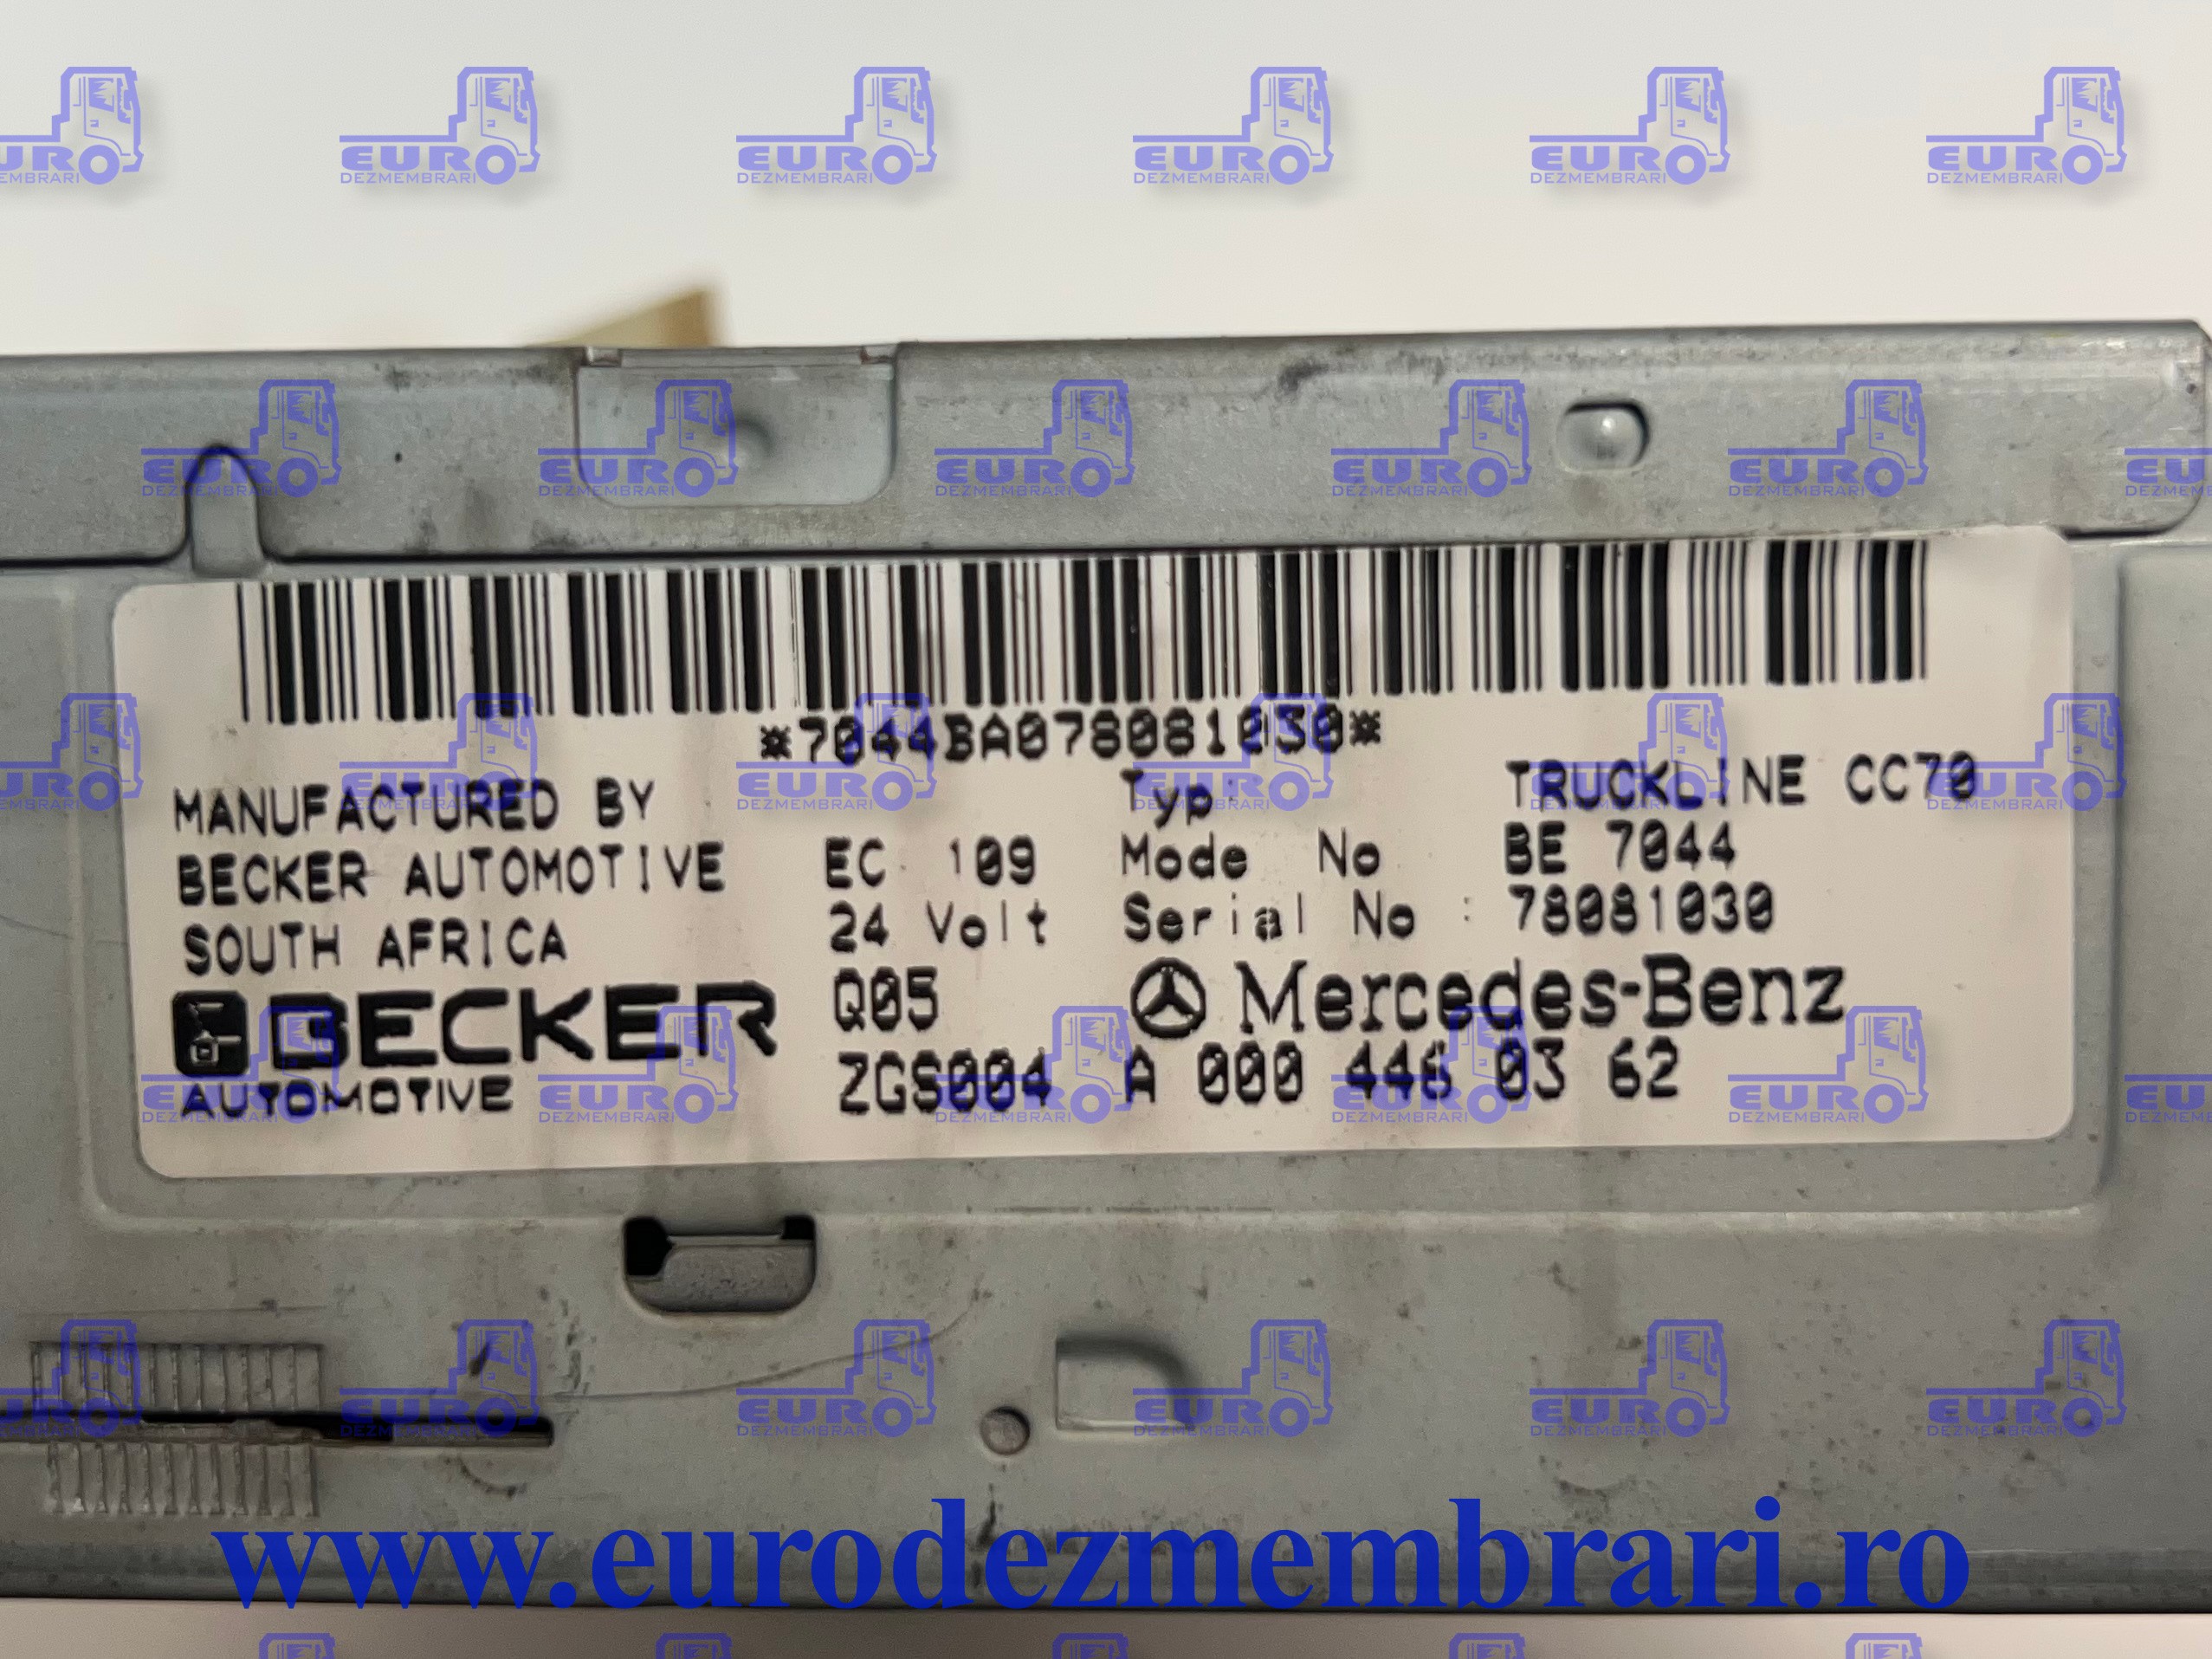 *7044BA078081030*
MANUFACTURED BY
BECKER AUTOMOTIVE
SOUTH AFRICA
BECKER
AUTOMOTIVE
EC 109
24 Volt
Q05
ZGS004
Typ : TRUCKLINE CC70
Mode No BE 7044
Serial No : 78081030
Mercedes-Benz
A 000 446 03 62
EURO
DEZMEMBRARI
www.eurodezmembrari.ro